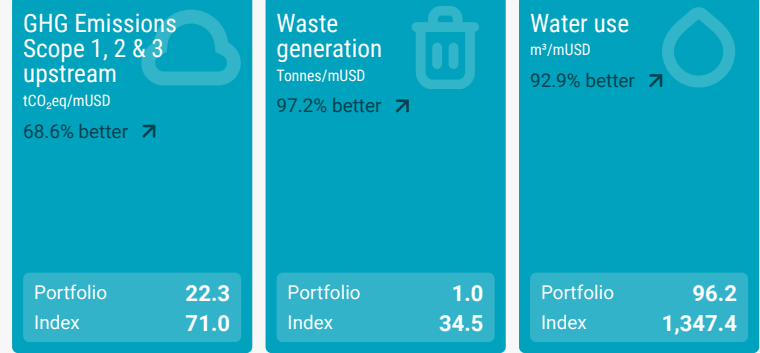 GHG Emissions
Scope 1, 2 & 3
upstream
tCO₂eq/mUSD
68.6% better
Portfolio 22.3
Index 71.0
Waste
generation
Tonnes/mUSD
97.2% better
Portfolio 1.0
Index 34.5
Water use
m³/mUSD
92.9% better
Portfolio 96.2
Index 1,347.4